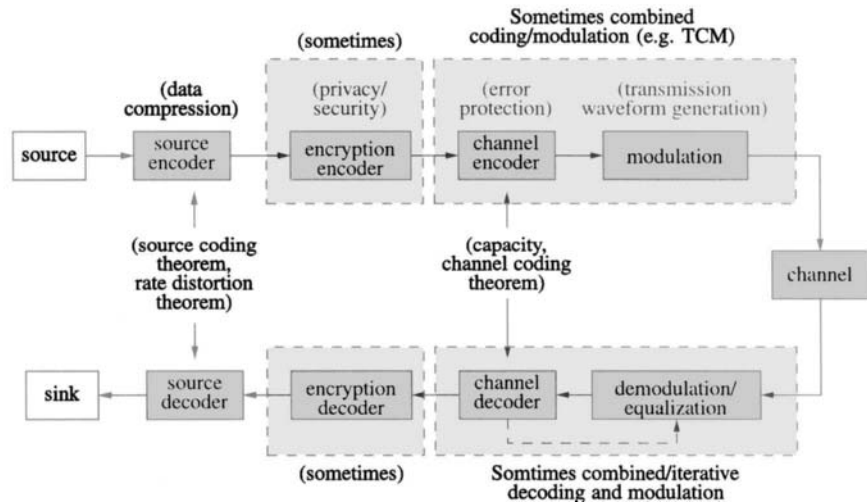 Sometimes combined
coding/modulation (e.g. TCM)
(sometimes)
(data
compression)
(privacy/
security)
(error
protection)
(transmission
waveform generation)
source
source
encoder
encryption
encoder
channel
encoder
modulation
(source coding
theorem,
rate distortion
theorem)
(capacity,
channel coding
theorem)
channel
sink
source
decoder
encryption
decoder
channel
decoder
demodulation/
equalization
(sometimes)
Somtimes combined/iterative
decoding and modulation